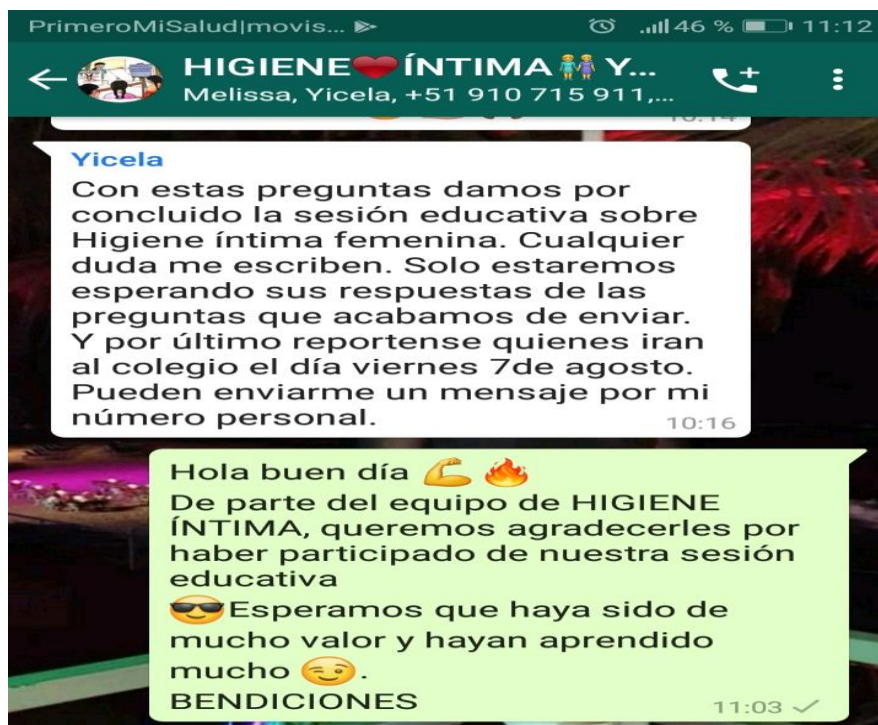 PrimeroMiSalud|movis... 46 % 11:12
HIGIENE❤️ÍNTIMA👭Y...
Melissa, Yicela, +51 910 715 911,...
10:14
Yicela
Con estas preguntas damos por
concluido la sesión educativa sobre
Higiene íntima femenina. Cualquier
duda me escriben. Solo estaremos
esperando sus respuestas de las
preguntas que acabamos de enviar.
Y por último reportense quienes iran
al colegio el día viernes 7de agosto.
Pueden enviarme un mensaje por mi
número personal.
10:16
Hola buen día 💪 🔥
De parte del equipo de HIGIENE
ÍNTIMA, queremos agradecerles por
haber participado de nuestra sesión
educativa
😎Esperamos que haya sido de
mucho valor y hayan aprendido
mucho 😉.
BENDICIONES
11:03